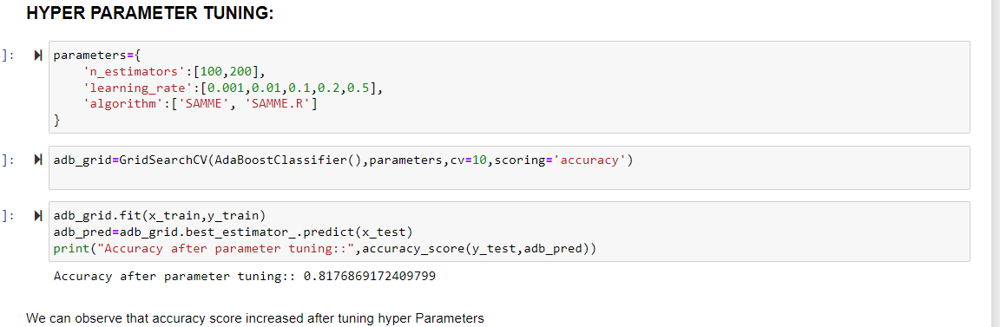 HYPER PARAMETER TUNING:
]:
parameters={
'n_estimators':[100,200],
'learning_rate':[0.001,0.01,0.1,0.2,0.5],
'algorithm':['SAMME', 'SAMME.R']
}
]:
adb_grid=GridSearchCV(AdaBoostClassifier(),parameters,cv=10,scoring='accuracy')
]:
adb_grid.fit(x_train,y_train)
adb_pred=adb_grid.best_estimator_.predict(x_test)
print("Accuracy after parameter tuning::",accuracy_score(y_test,adb_pred))
Accuracy after parameter tuning:: 0.8176869172409799
We can observe that accuracy score increased after tuning hyper Parameters